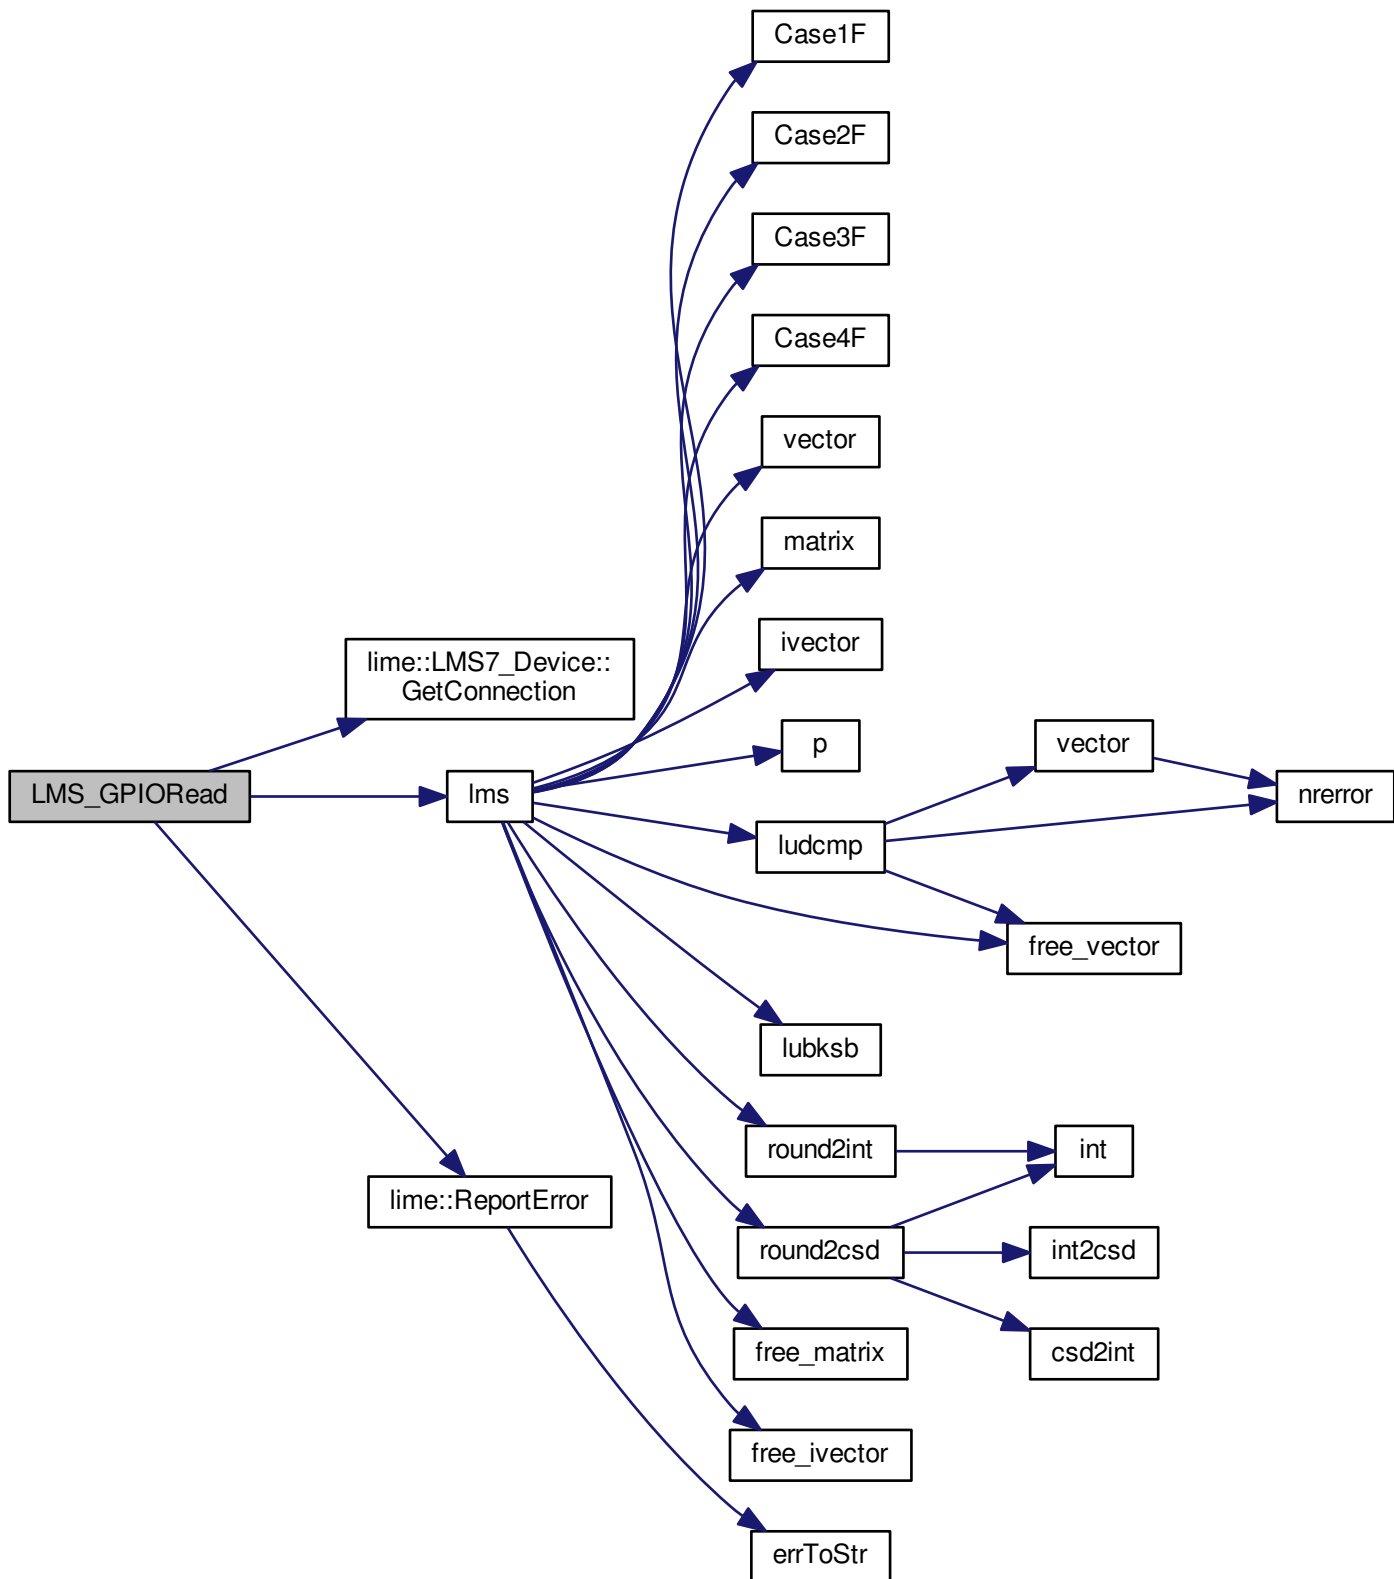 Case1F
Case2F
Case3F
Case4F
vector
matrix
ivector
lime::LMS7_Device::
GetConnection
p
vector
LMS_GPIORead
lms
nrerror
ludcmp
free_vector
lubksb
round2int
int
lime::ReportError
round2csd
int2csd
free_matrix
csd2int
free_ivector
errToStr